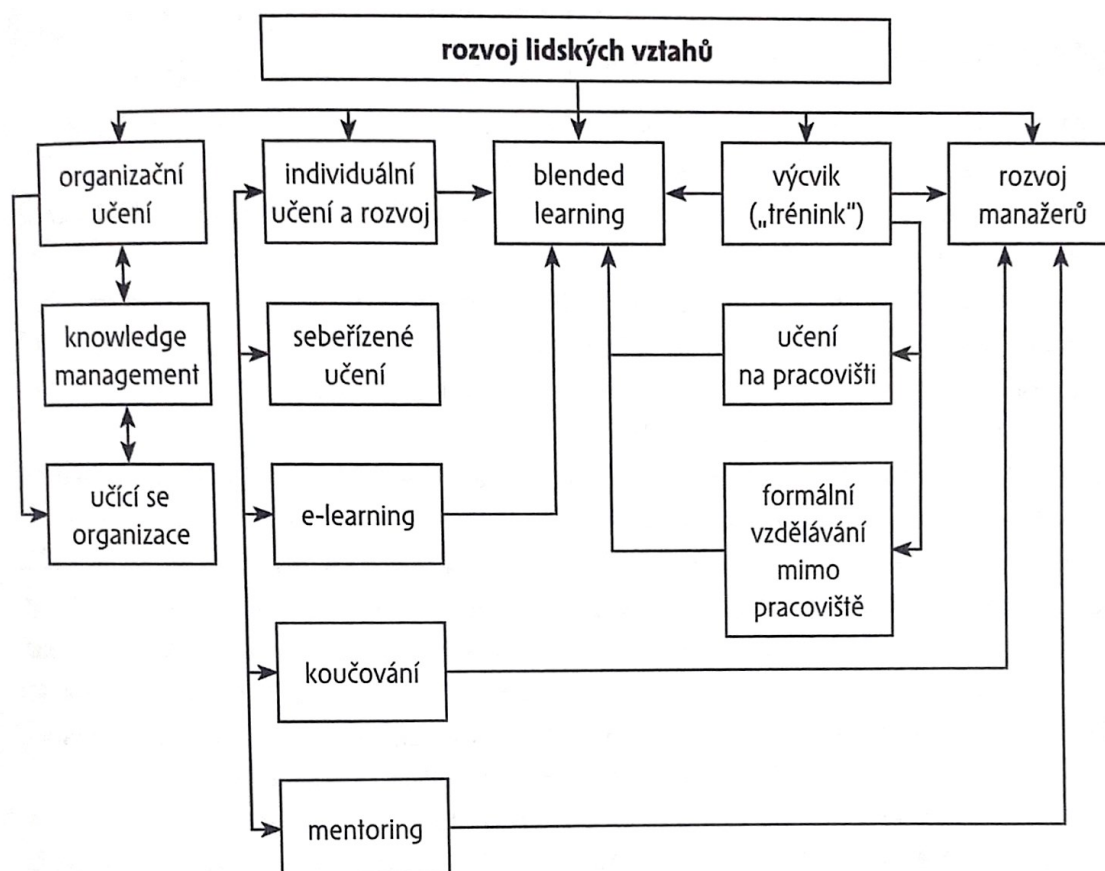 rozvoj lidských vztahů
organizační
učení
individuální
učení a rozvoj
blended
learning
výcvik
(„trénink“)
rozvoj
manažerů
knowledge
management
sebeřízené
učení
učení
na pracovišti
učící se
organizace
e-learning
formální
vzdělávání
mimo
pracoviště
koučování
mentoring